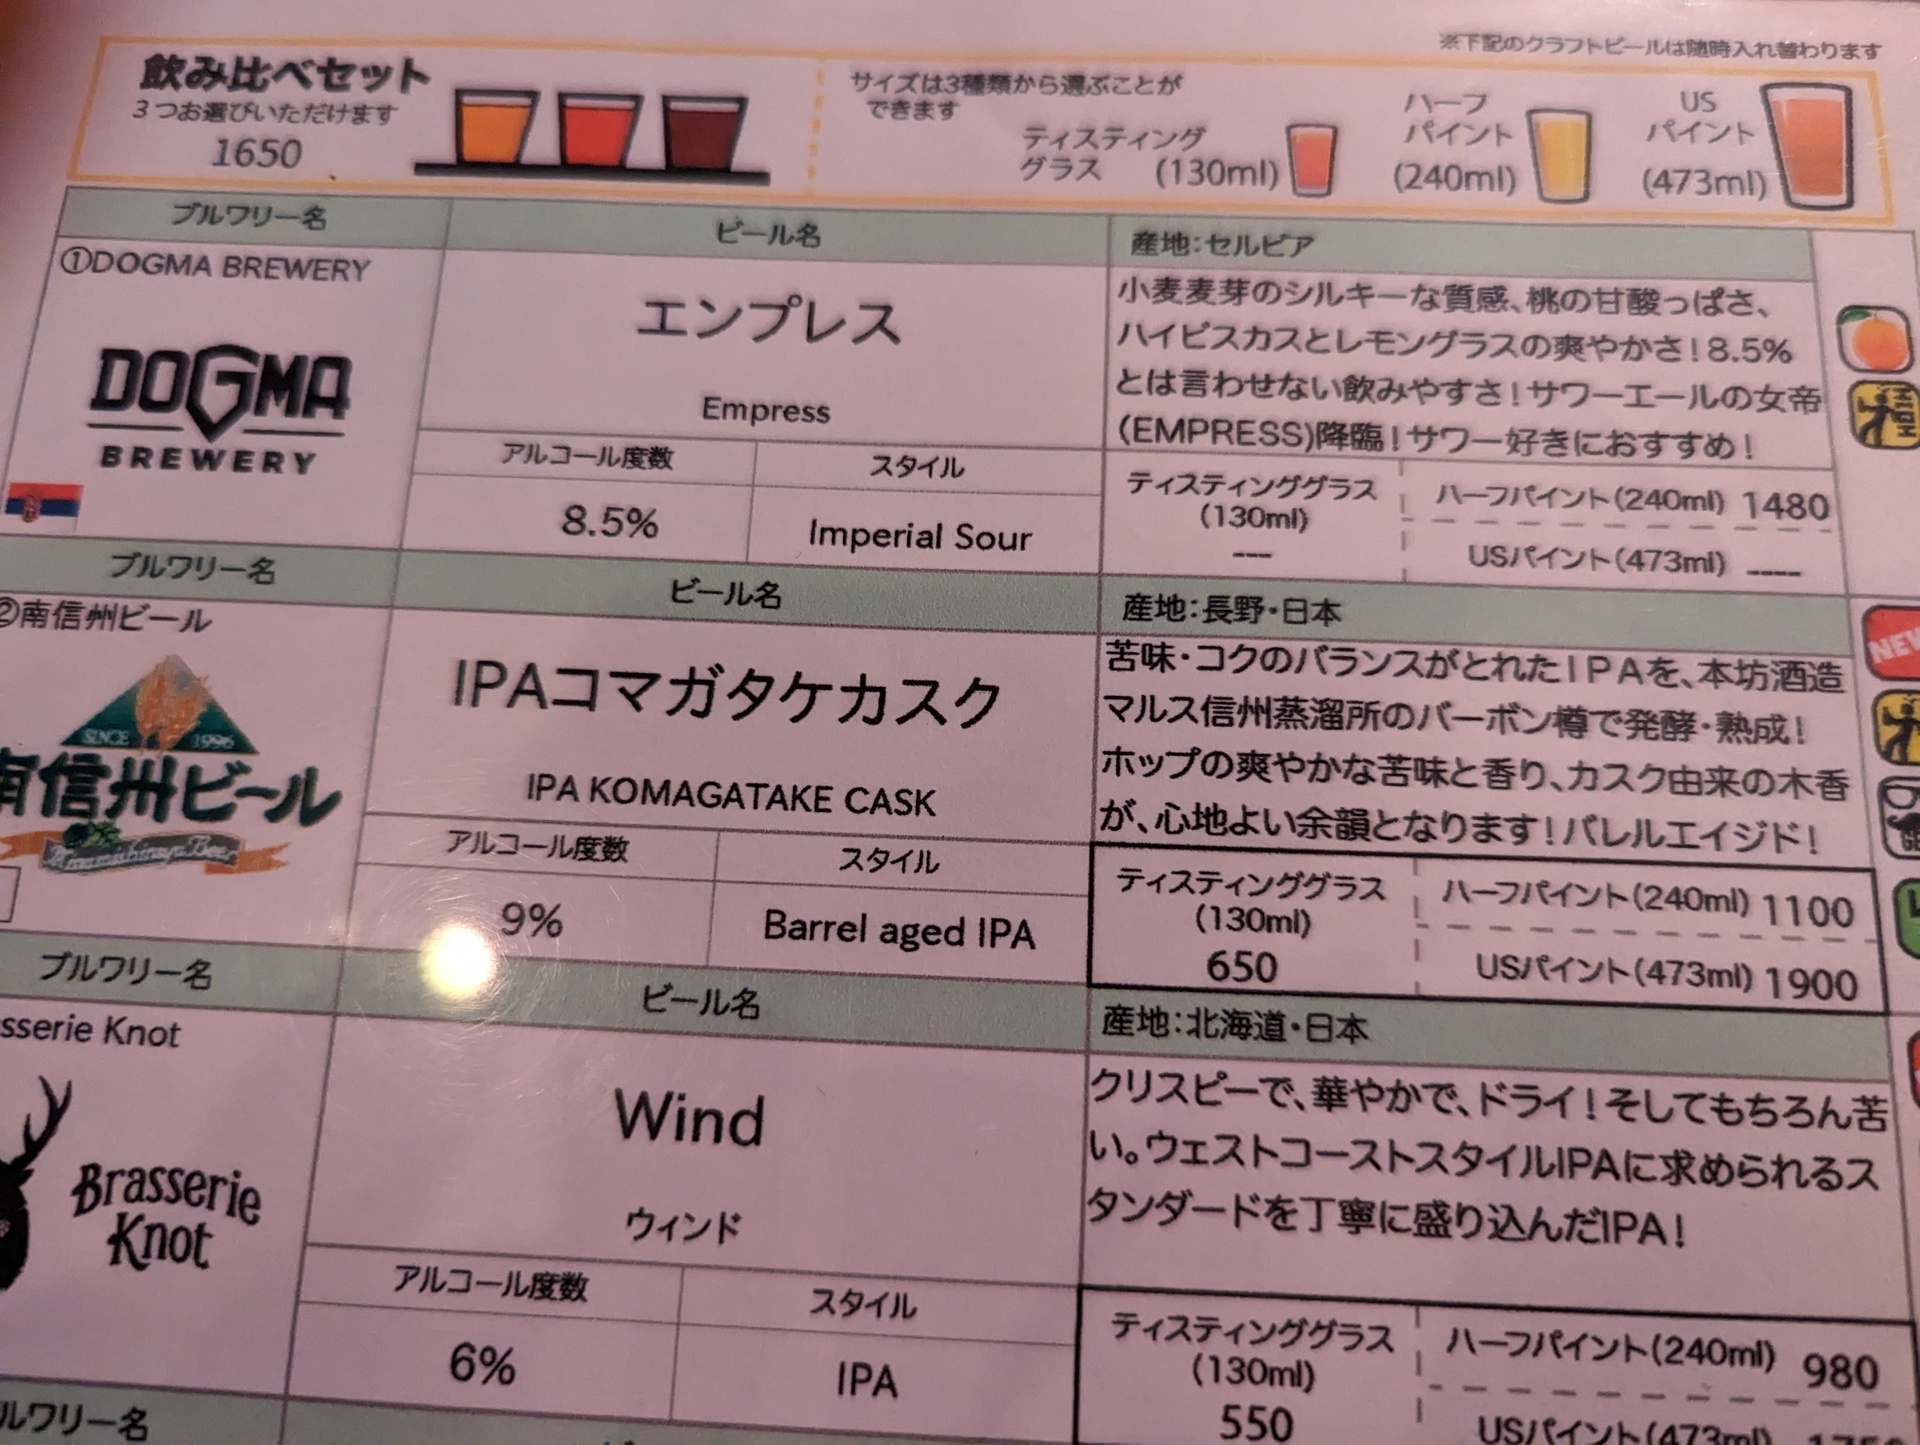 ※下記のクラフトビールは随時入れ替わります
飲み比べセット
3つお選びいただけます
1650
サイズは3種類から選ぶことが
できます
ティスティング
グラス (130ml)
ハーフ
パイント
(240ml)
US
パイント
(473ml)
ブルワリー名
ビール名
産地:セルビア
①DOGMA BREWERY
DOGMA
BREWERY
エンプレス
Empress
アルコール度数
スタイル
8.5%
Imperial Sour
小麦麦芽のシルキーな質感、桃の甘酸っぱさ、
ハイビスカスとレモングラスの爽やかさ!8.5%
とは言わせない飲みやすさ!サワーエールの女帝
(EMPRESS)降臨!サワー好きにおすすめ!
ティスティンググラス
(130ml)
---
ハーフパイント(240ml) 1480
USパイント(473ml) ----
HIGH
ブルワリー名
ビール名
産地:長野・日本
②南信州ビール
SINCE 1996
南信州ビール
Minamishinsyu Beer
IPAコマガタケカスク
IPA KOMAGATAKE CASK
アルコール度数
スタイル
9%
Barrel aged IPA
苦味・コクのバランスがとれたIPAを、本坊酒造
マルス信州蒸溜所のバーボン樽で発酵・熟成!
ホップの爽やかな苦味と香り、カスク由来の木香
が、心地よい余韻となります!バレルエイジド!
ティスティンググラス
(130ml)
650
ハーフパイント(240ml) 1100
USパイント(473ml) 1900
NEW
ブルワリー名
ビール名
産地:北海道・日本
sserie Knot
Brasserie
Knot
Wind
ウィンド
アルコール度数
スタイル
6%
IPA
クリスピーで、華やかで、ドライ!そしてもちろん苦
い。ウェストコーストスタイルIPAに求められるス
タンダードを丁寧に盛り込んだIPA!
ティスティンググラス
(130ml)
550
ハーフパイント(240ml) 980
USパイント(473ml)
ルワリー名